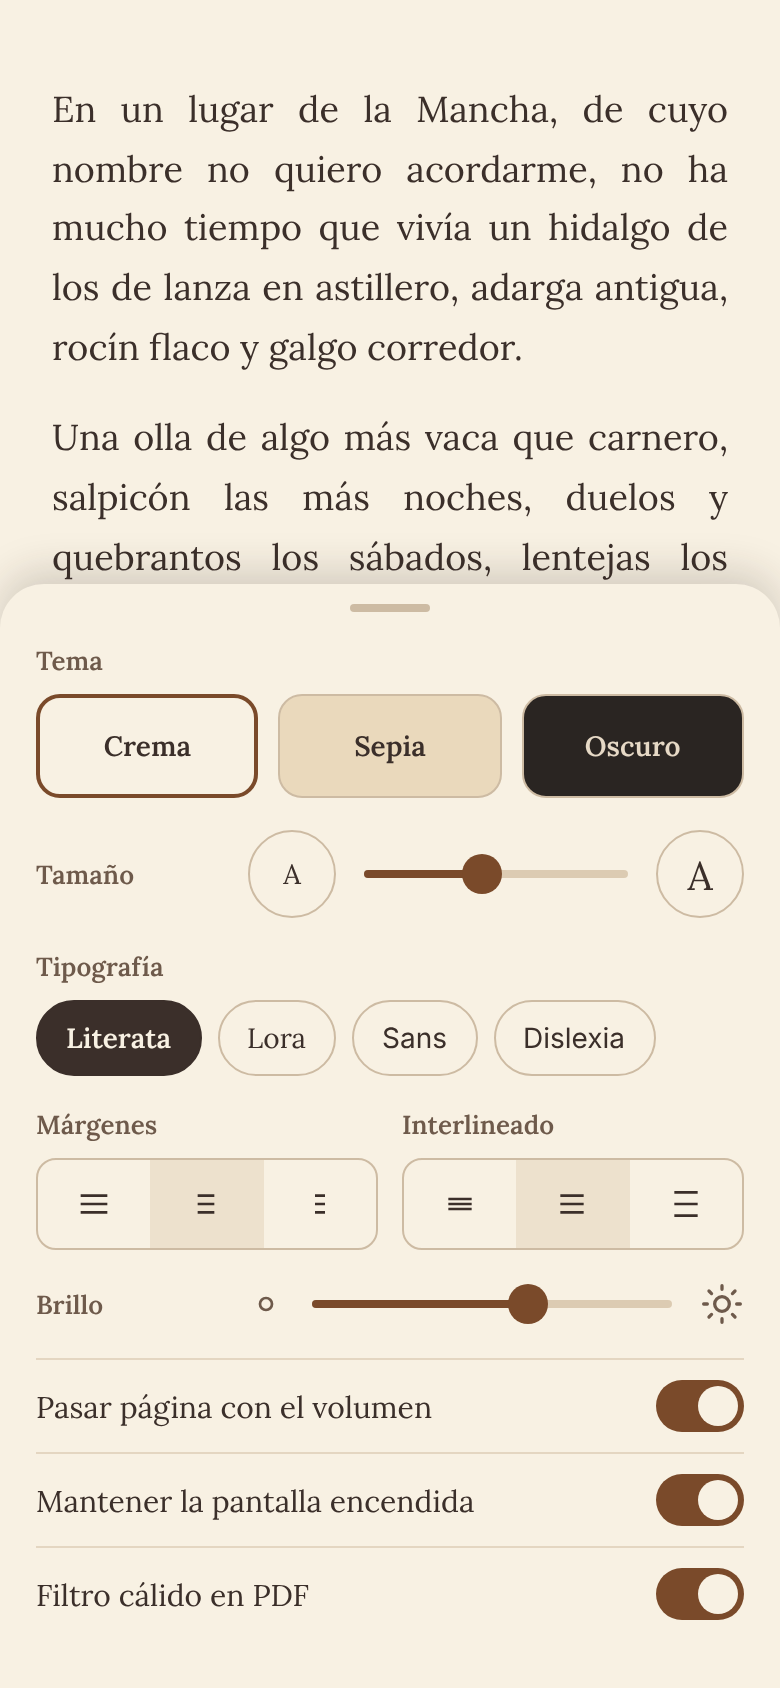 En un lugar de la Mancha, de cuyo
nombre no quiero acordarme, no ha
mucho tiempo que vivía un hidalgo de
los de lanza en astillero, adarga antigua,
rocín flaco y galgo corredor.
Una olla de algo más vaca que carnero,
salpicón las más noches, duelos y
quebrantos los sábados, lentejas los
Tema
Crema Sepia Oscuro
Tamaño A A
Tipografía
Literata Lora Sans Dislexia
Márgenes Interlineado
Brillo
Pasar página con el volumen
Mantener la pantalla encendida
Filtro cálido en PDF